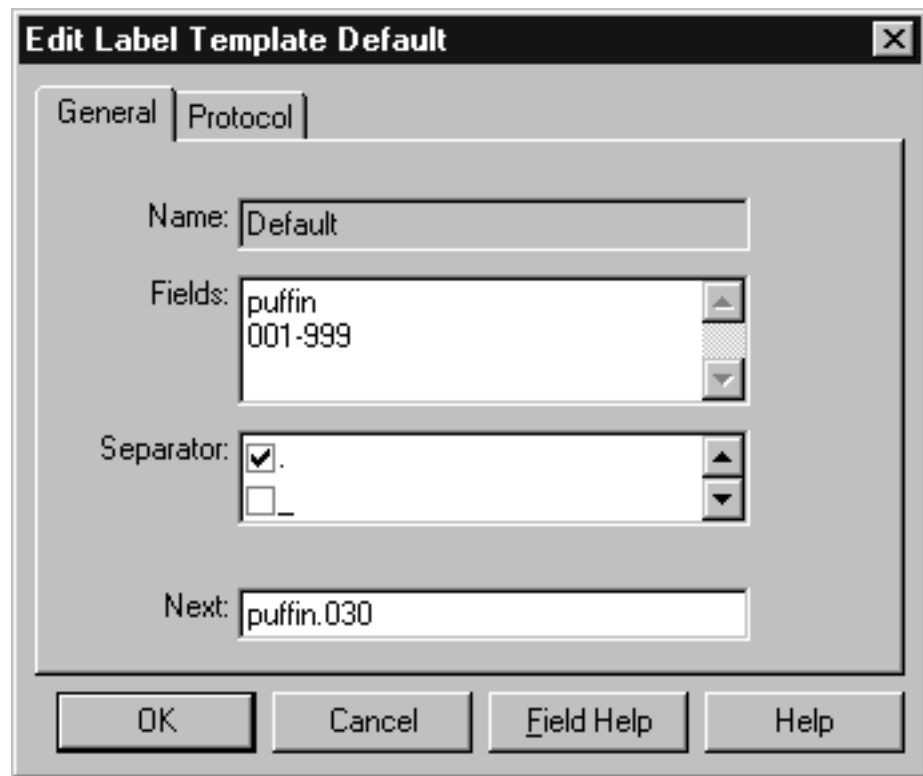 Edit Label Template Default
General Protocol
Name: Default
Fields: puffin
001-999
Separator: .
_
Next: puffin.030
OK Cancel Field Help Help